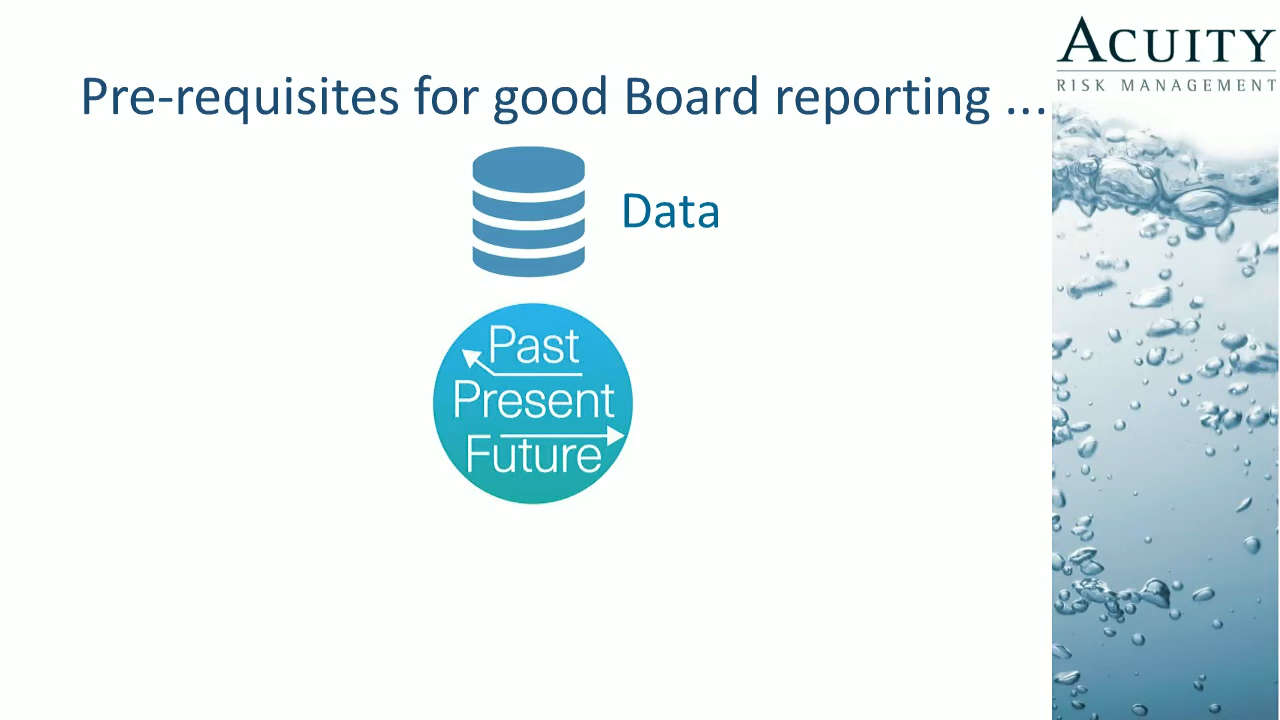 Pre-requisites for good Board reporting ...
ACUITY
RISK MANAGEMENT
Data
Past
Present
Future